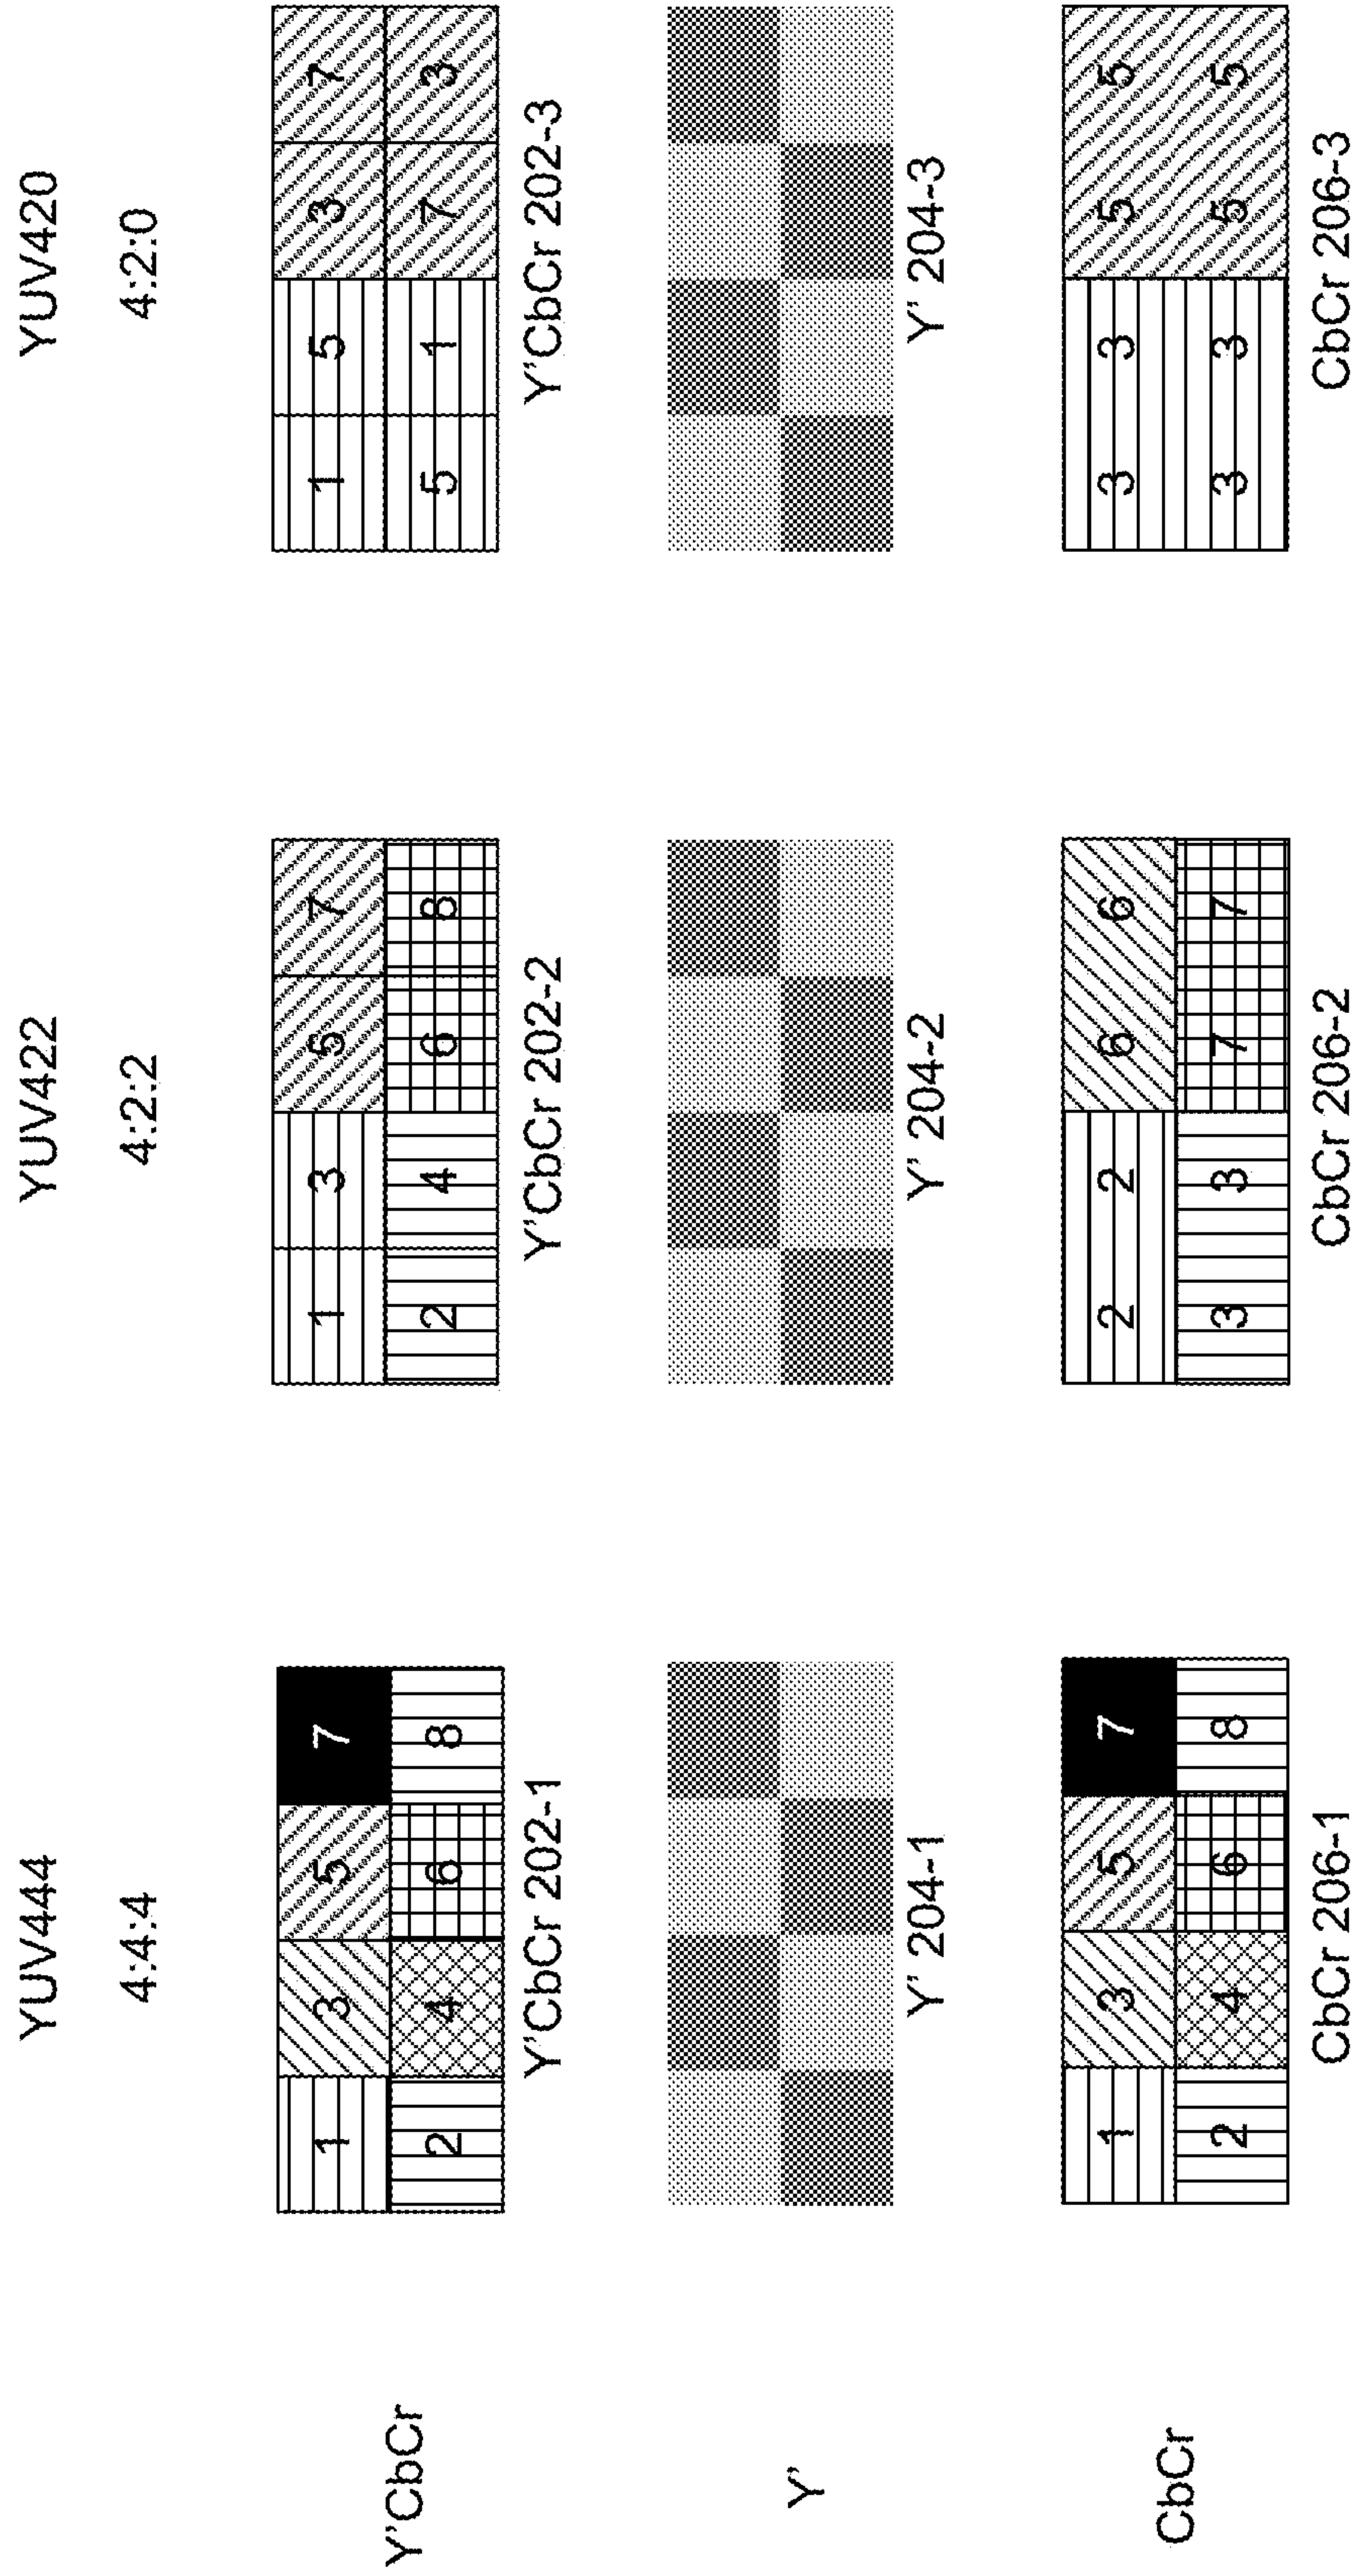 YUV444 YUV422 YUV420
4:4:4 4:2:2 4:2:0
1 3 5 7 1 3 5 7 1 5 3 7
Y'CbCr
2 4 6 8 2 4 6 8 5 1 7 3
Y'CbCr 202-1 Y'CbCr 202-2 Y'CbCr 202-3
Y'
Y' 204-1 Y' 204-2 Y' 204-3
1 3 5 7 2 2 6 6 3 3 5 5
CbCr
2 4 6 8 3 3 7 7 3 3 5 5
CbCr 206-1 CbCr 206-2 CbCr 206-3